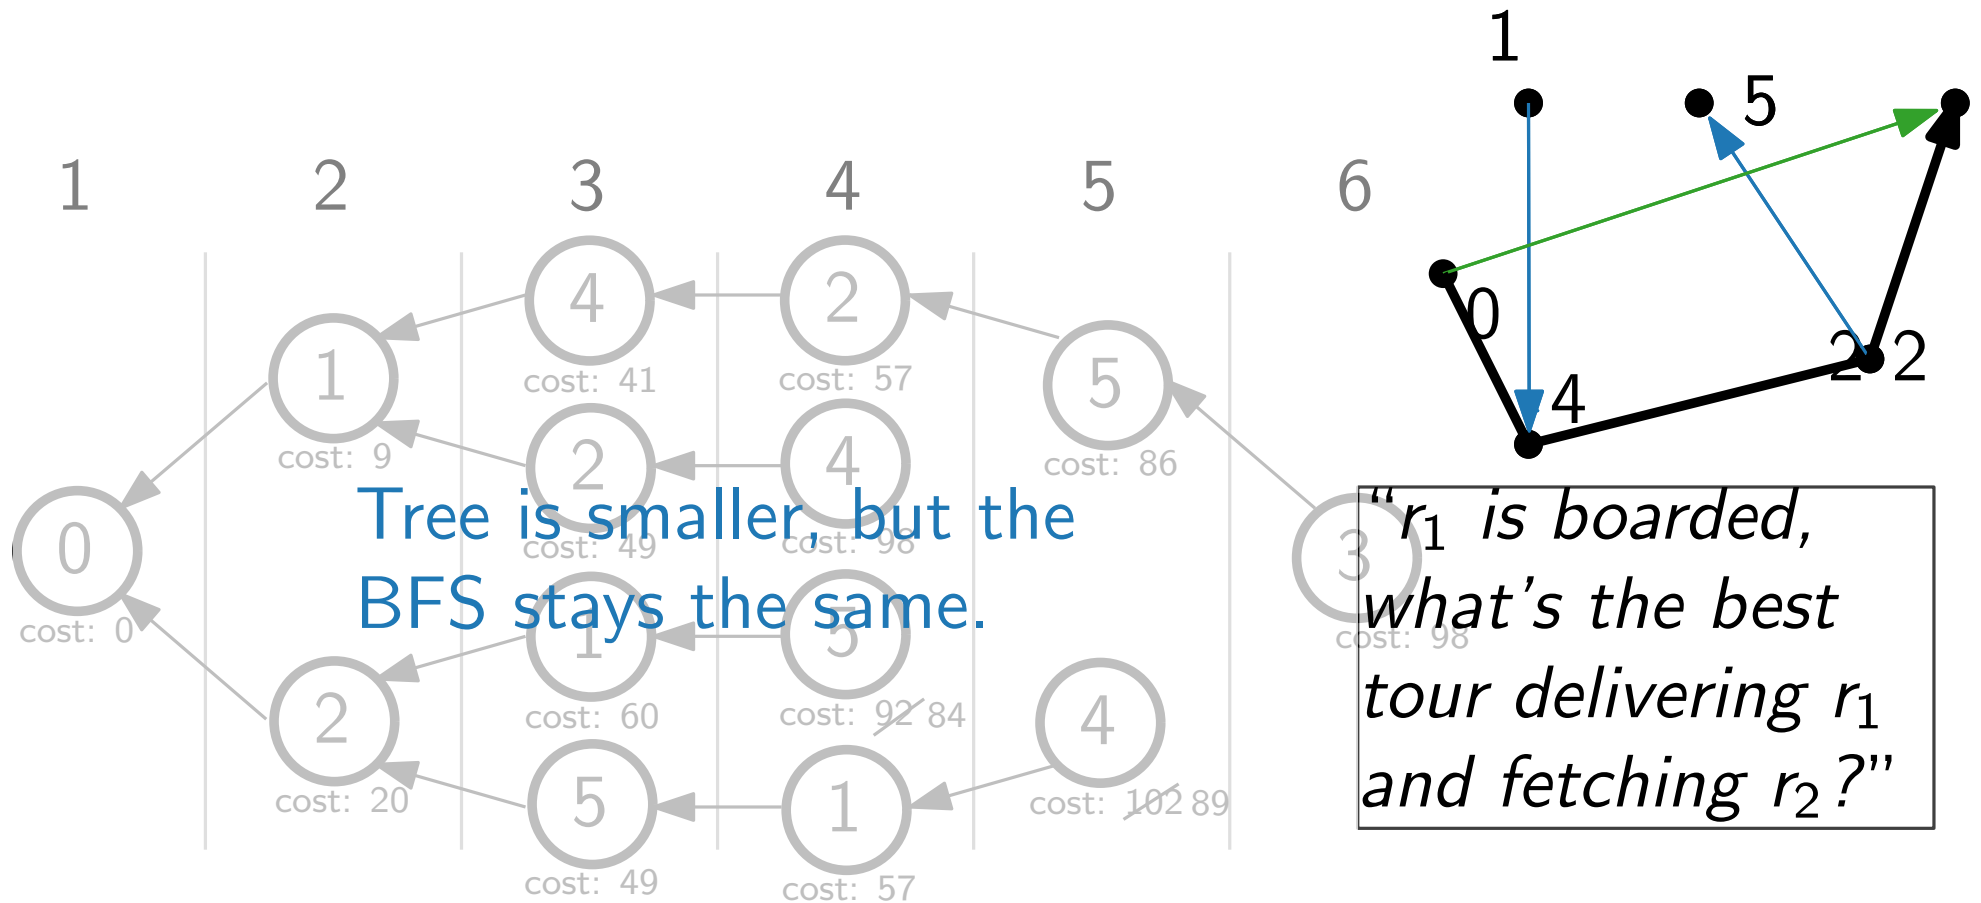 1
5
1 2 3 4 5 6
4 2
0
1 5
2 2
cost: 41 cost: 57
4
2 4
cost: 9 cost: 86
“r1 is boarded,
Tree is smaller, but the
0 3
cost: 49 cost: 98
what’s the best
BFS stays the same.
1 5
cost: 0 cost: 98
tour delivering r1
2 4
cost: 60 cost: 92 84
and fetching r2?”
5 1
cost: 20 cost: 102 89
cost: 49 cost: 57